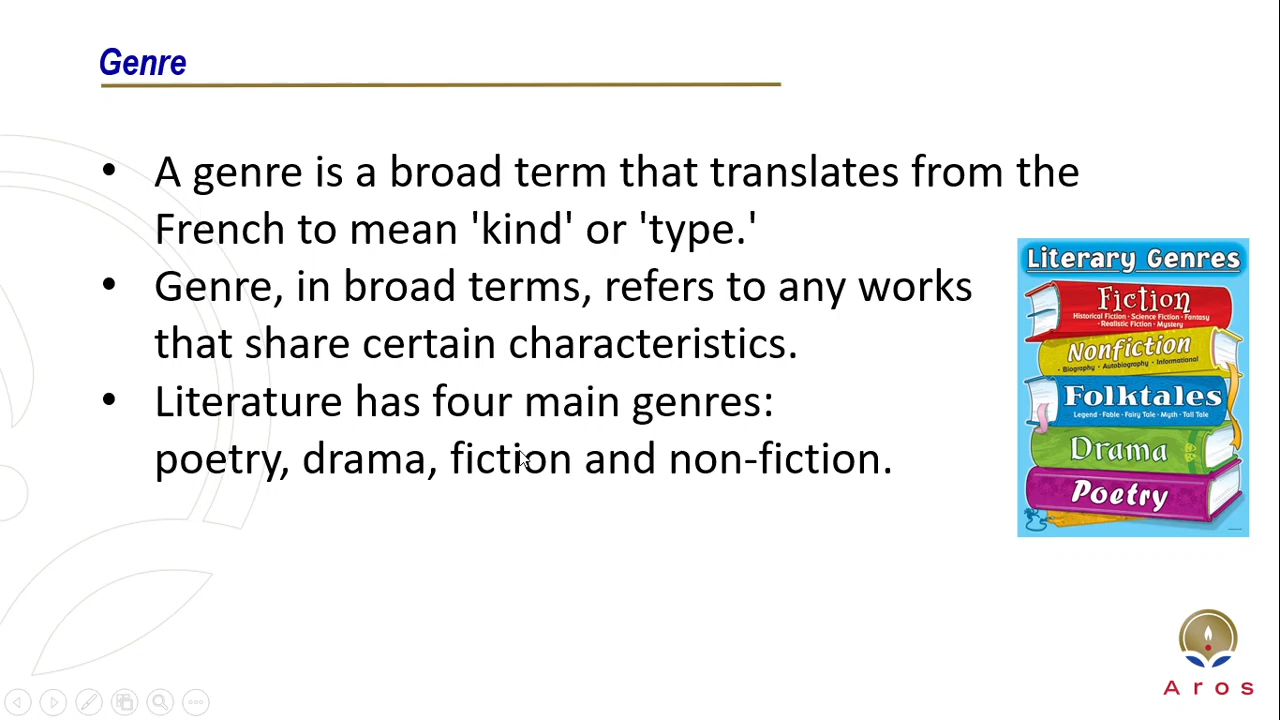 Genre
• A genre is a broad term that translates from the
French to mean 'kind' or 'type.'
• Genre, in broad terms, refers to any works
that share certain characteristics.
• Literature has four main genres:
poetry, drama, fiction and non-fiction.
Literary Genres
Fiction
Historical Fiction · Science Fiction · Fantasy
· Realistic Fiction · Mystery
Nonfiction
· Biography · Autobiography · Informational
Folktales
Legend · Fable · Fairy Tale · Myth · Tall Tale
Drama
Poetry
Aros